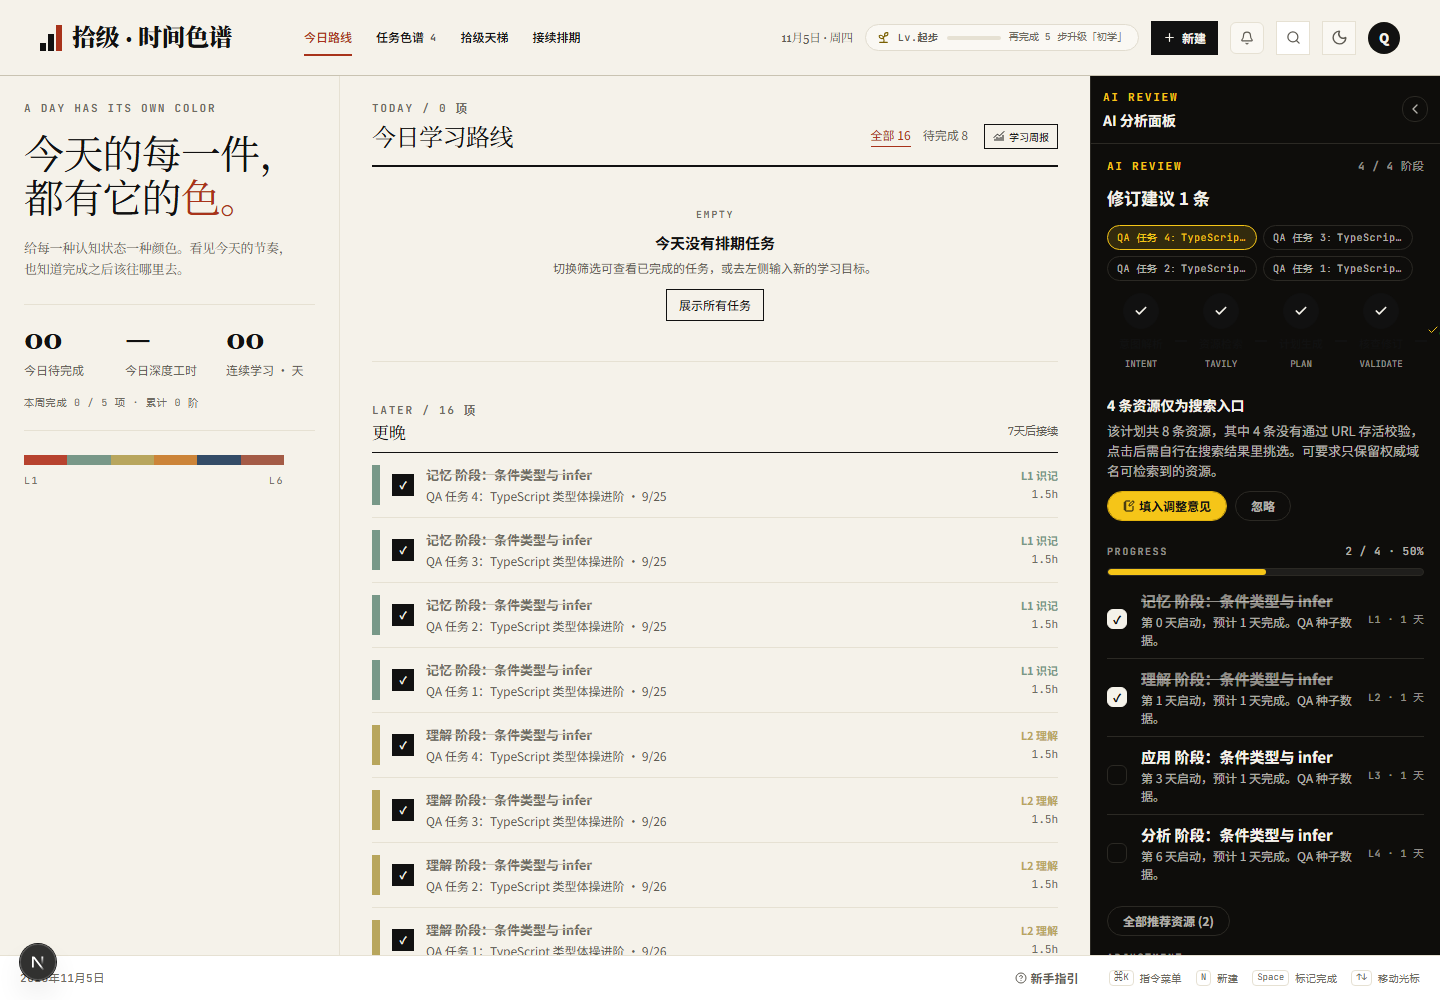 拾级 · 时间色谱
今日路线
任务色谱 4
拾级天梯
接续排期
11月5日 · 周四
Lv.起步
再完成 5 步升级「初学」
+ 新建
Q
A DAY HAS ITS OWN COLOR
今天的每一件，
都有它的色。
给每一种认知状态一种颜色。看见今天的节奏，
也知道完成之后该往哪里去。
00
—
00
今日待完成
今日深度工时
连续学习 · 天
本周完成 0 / 5 项 · 累计 0 阶
L1
L6
TODAY / 0 项
今日学习路线
全部 16
待完成 8
学习周报
EMPTY
今天没有排期任务
切换筛选可查看已完成的任务，或去左侧输入新的学习目标。
展示所有任务
LATER / 16 项
更晚
7天后接续
记忆 阶段：条件类型与 infer
L1 识记
QA 任务 4：TypeScript 类型体操进阶 · 9/25
1.5h
记忆 阶段：条件类型与 infer
L1 识记
QA 任务 3：TypeScript 类型体操进阶 · 9/25
1.5h
记忆 阶段：条件类型与 infer
L1 识记
QA 任务 2：TypeScript 类型体操进阶 · 9/25
1.5h
记忆 阶段：条件类型与 infer
L1 识记
QA 任务 1：TypeScript 类型体操进阶 · 9/25
1.5h
理解 阶段：条件类型与 infer
L2 理解
QA 任务 4：TypeScript 类型体操进阶 · 9/26
1.5h
理解 阶段：条件类型与 infer
L2 理解
QA 任务 3：TypeScript 类型体操进阶 · 9/26
1.5h
理解 阶段：条件类型与 infer
L2 理解
QA 任务 2：TypeScript 类型体操进阶 · 9/26
1.5h
理解 阶段：条件类型与 infer
L2 理解
QA 任务 1：TypeScript 类型体操进阶 · 9/26
1.5h
AI REVIEW
AI 分析面板
AI REVIEW
4 / 4 阶段
修订建议 1 条
QA 任务 4: TypeScrip…
QA 任务 3: TypeScrip…
QA 任务 2: TypeScrip…
QA 任务 1: TypeScrip…
INTENT
TAVILY
PLAN
VALIDATE
4 条资源仅为搜索入口
该计划共 8 条资源，其中 4 条没有通过 URL 存活校验，
点击后需自行在搜索结果里挑选。可要求只保留权威域
名可检索到的资源。
填入调整意见
忽略
PROGRESS
2 / 4 · 50%
记忆 阶段：条件类型与 infer
第 0 天启动，预计 1 天完成。QA 种子数
据。
L1 · 1 天
理解 阶段：条件类型与 infer
第 1 天启动，预计 1 天完成。QA 种子数
据。
L2 · 1 天
应用 阶段：条件类型与 infer
第 3 天启动，预计 1 天完成。QA 种子数
据。
L3 · 1 天
分析 阶段：条件类型与 infer
第 6 天启动，预计 1 天完成。QA 种子数
据。
L4 · 1 天
全部推荐资源 (2)
N
年11月5日
新手指引
⌘K 指令菜单
N 新建
Space 标记完成
↑↓ 移动光标